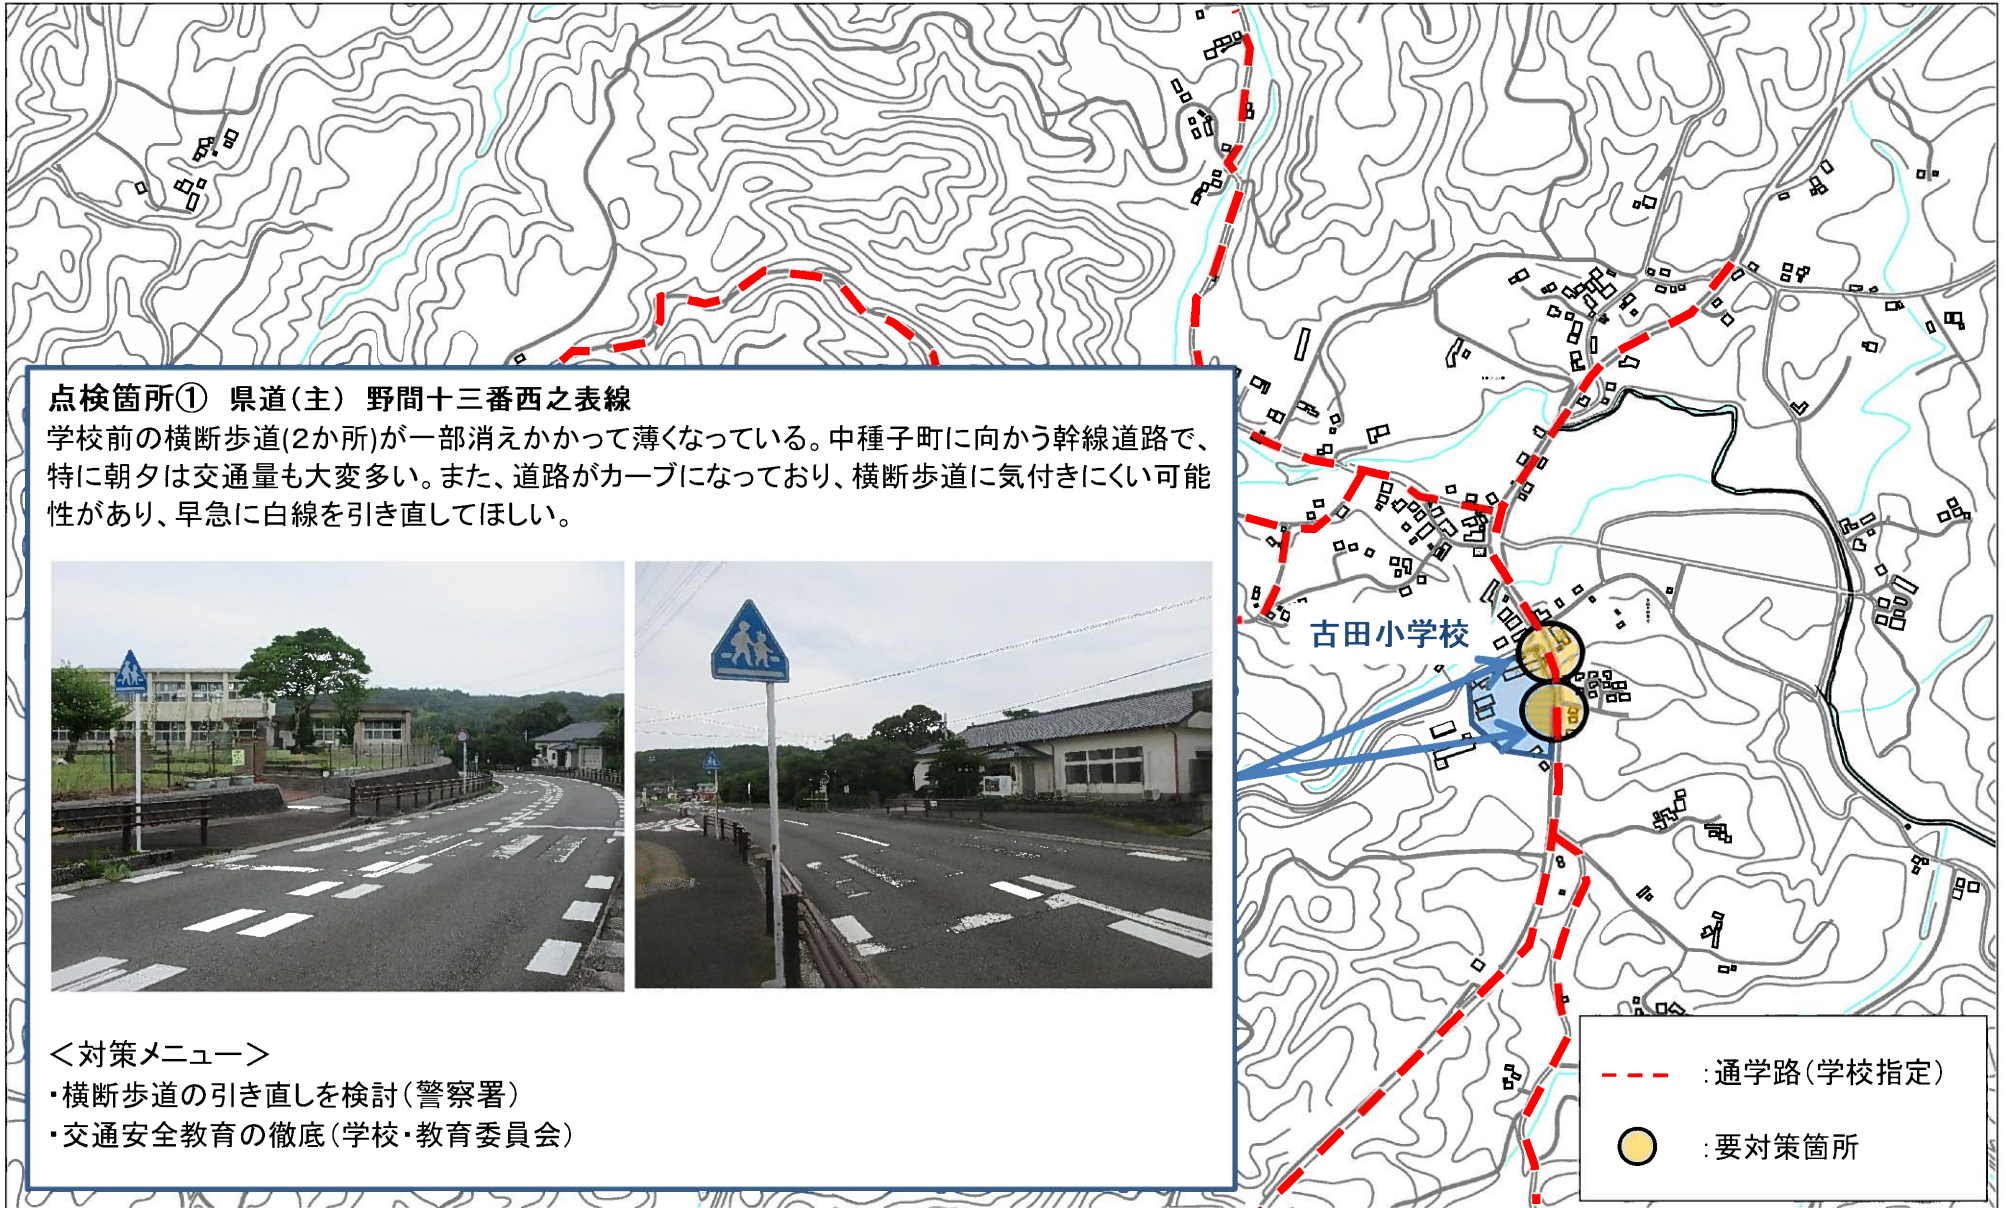 点検箇所① 県道(主) 野間十三番西之表線
学校前の横断歩道(2か所)が一部消えかかって薄くなっている。中種子町に向かう幹線道路で、
特に朝夕は交通量も大変多い。また、道路がカーブになっており、横断歩道に気付きにくい可能
性があり、早急に白線を引き直してほしい。
古田小学校
<対策メニュー>
・横断歩道の引き直しを検討(警察署)
・交通安全教育の徹底(学校・教育委員会)
:通学路(学校指定)
:要対策箇所